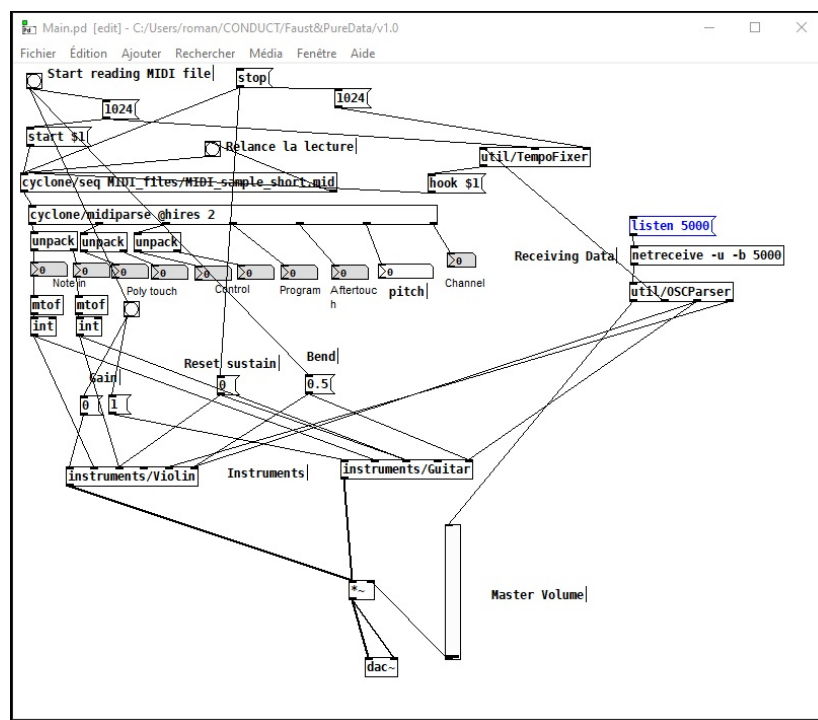 Main.pd [edit] - C:/Users/roman/CONDUCT/Faust&PureData/v1.0
Fichier Édition Ajouter Rechercher Média Fenêtre Aide
Start reading MIDI file
stop
1024
1024
start $1
Relance la lecture
util/TempoFixer
cyclone/seq MIDI_files/MIDI_sample_short.mid
hook $1
cyclone/midiparse @hires 2
listen 5000
unpack unpack unpack
Receiving Data
netreceive -u -b 5000
0 0 0 0 0 0 0 0 0 0
Note in Poly touch Control Program Aftertouc
h
pitch Channel
util/OSCParser
mtof mtof
int int
Reset sustain Bend
Gain
0 0.5
0 1
instruments/Violin Instruments instruments/Guitar
*~
Master Volume
dac~